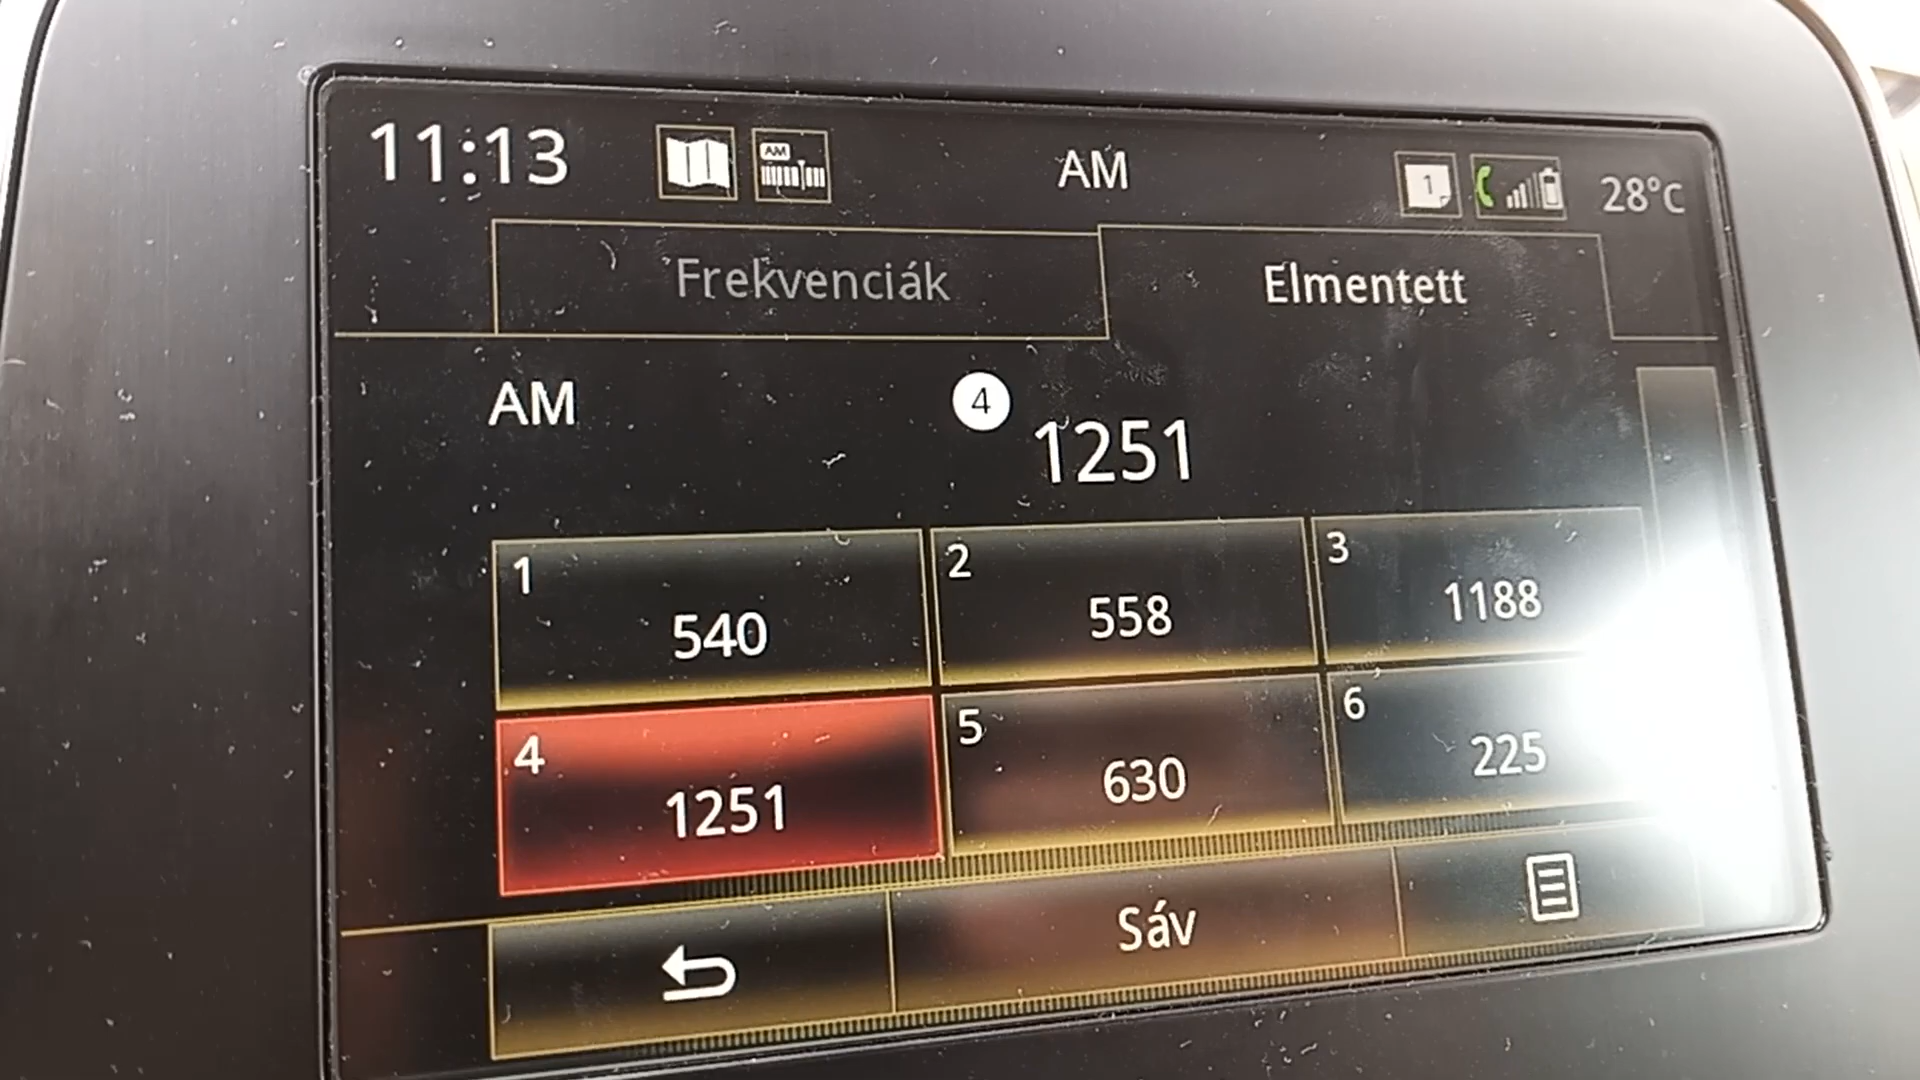 11:13 AM AM 1 28°C
Frekvenciák Elmentett
AM 4 1251
1 540 2 558 3 1188
4 1251 5 630 6 225
Sáv